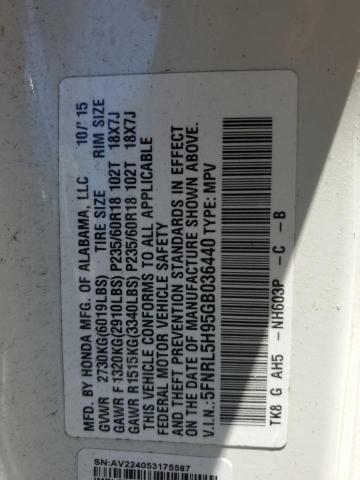 MFD. BY HONDA MFG. OF ALABAMA, LLC 10/15
GVWR 2730KG(6019LBS) TIRE SIZE RIM SIZE
GAWR F 1320KG(2910LBS) P235/60R18 102T 18X7J
GAWR R 1515KG(3340LBS) P235/60R18 102T 18X7J
THIS VEHICLE CONFORMS TO ALL APPLICABLE
FEDERAL MOTOR VEHICLE SAFETY AND
THEFT PREVENTION STANDARDS IN EFFECT
ON THE DATE OF MANUFACTURE SHOWN ABOVE.
V.I.N.:5FNRL5H95GB036440 TYPE: MPV
TK8 G AH5 - NH603P -C -B
SN:AV224053175587